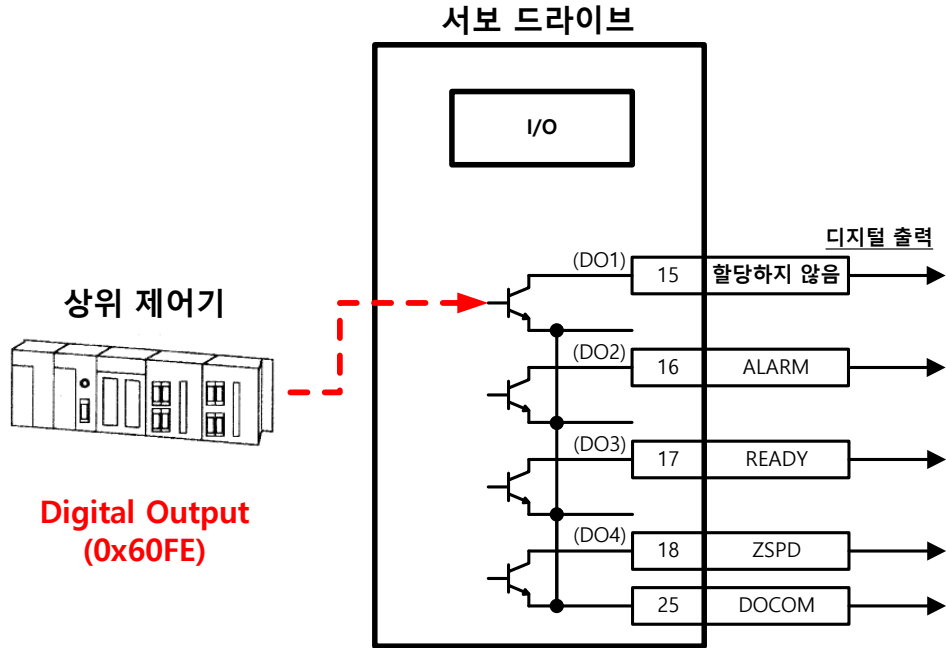 서보 드라이브
I/O
디지털 출력
(DO1) 15 할당하지 않음
상위 제어기
(DO2) 16 ALARM
(DO3) 17 READY
Digital Output
(0x60FE)
(DO4) 18 ZSPD
25 DOCOM